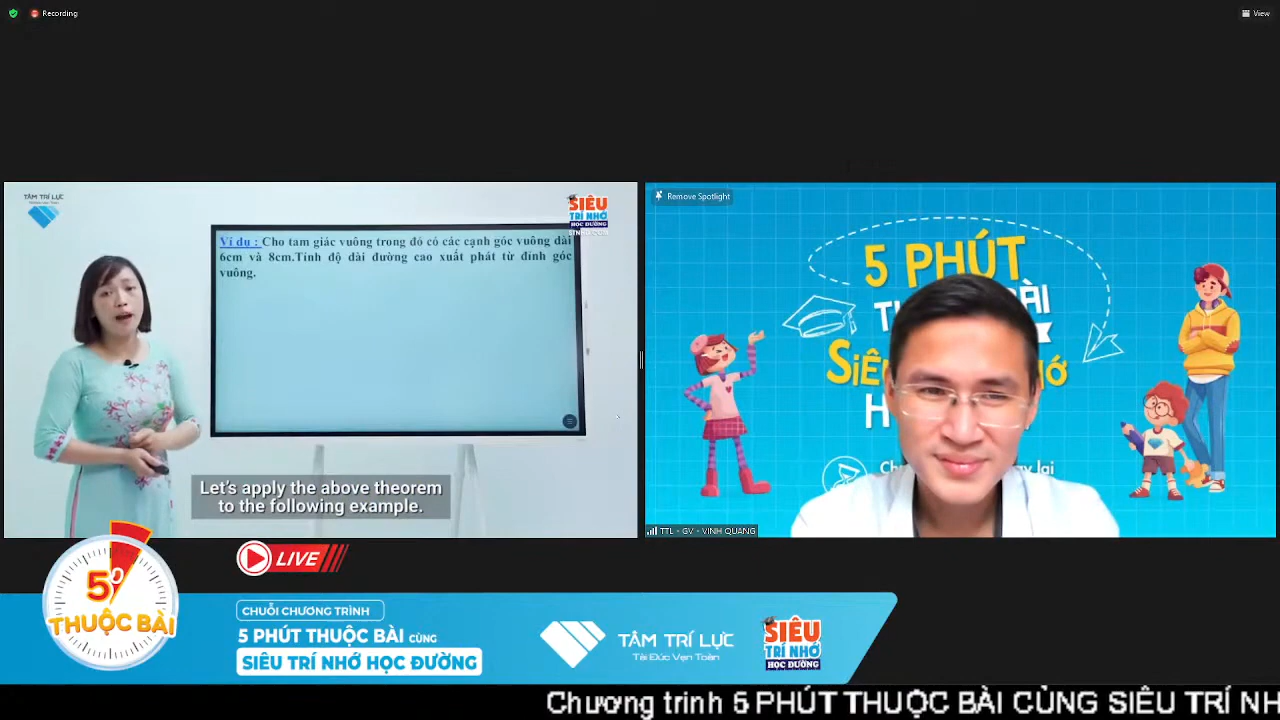 Recording
View
TÂM TRÍ LỰC
SIÊU
TRÍ NHỚ
HỌC ĐƯỜNG
Ví dụ : Cho tam giác vuông trong đó có các cạnh góc vuông dài
6cm và 8cm.Tính độ dài đường cao xuất phát từ đỉnh góc
vuông.
Let's apply the above theorem
to the following example.
Remove Spotlight
5 PHÚT
TTL - GV - VINH QUANG
50
THUỘC BÀI
LIVE
CHUỖI CHƯƠNG TRÌNH
5 PHÚT THUỘC BÀI CÙNG
SIÊU TRÍ NHỚ HỌC ĐƯỜNG
TÂM TRÍ LỰC
Tài Đức Vẹn Toàn
SIÊU
TRÍ NHỚ
HỌC ĐƯỜNG
Chương trinh 5 PHÚT THUỘC BÀI CÙNG SIÊU TRÍ NH